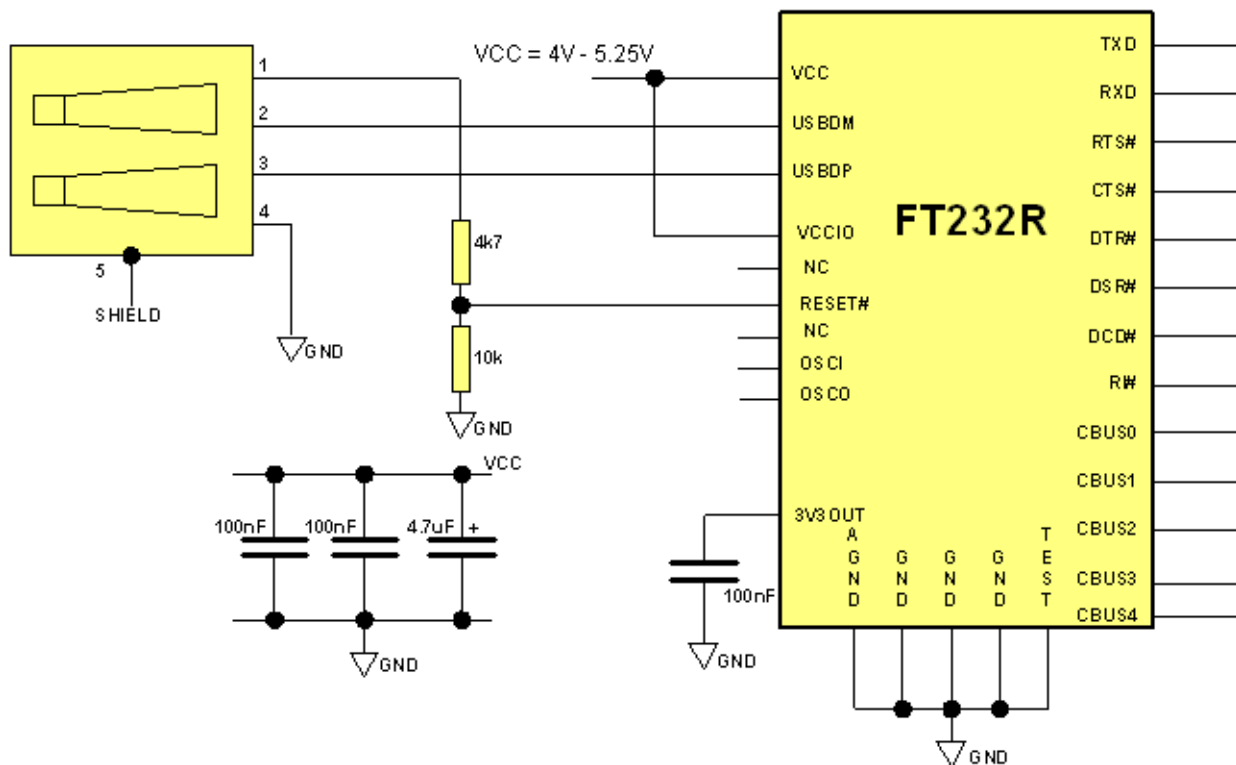 1
2
3
4
5
SHIELD
GND
VCC = 4V - 5.25V
4k7
10k
GND
VCC
100nF
100nF
4.7uF +
GND
FT232R
VCC
USBDM
USBDP
VCCIO
NC
RESET#
NC
OSCI
OSCO
3V3OUT
100nF
GND
AGND
GND
GND
GND
TEST
GND
TXD
RXD
RTS#
CTS#
DTR#
DSR#
DCD#
RI#
CBUS0
CBUS1
CBUS2
CBUS3
CBUS4